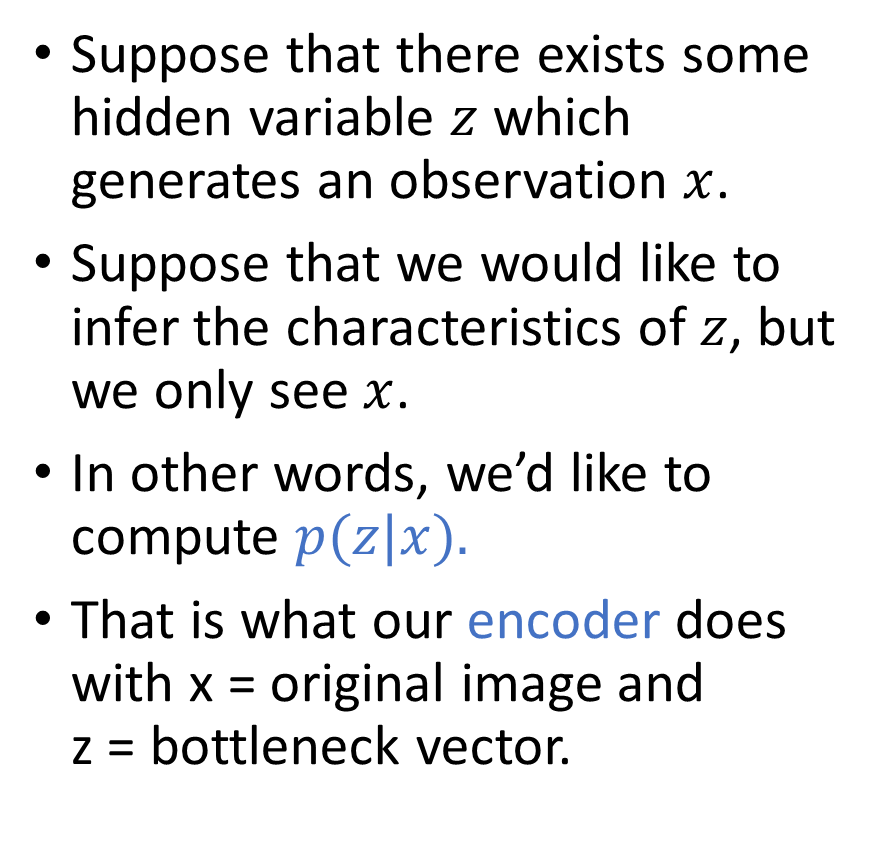 • Suppose that there exists some
hidden variable z which
generates an observation x.
• Suppose that we would like to
infer the characteristics of z, but
we only see x.
• In other words, we’d like to
compute p(z|x).
• That is what our encoder does
with x = original image and
z = bottleneck vector.